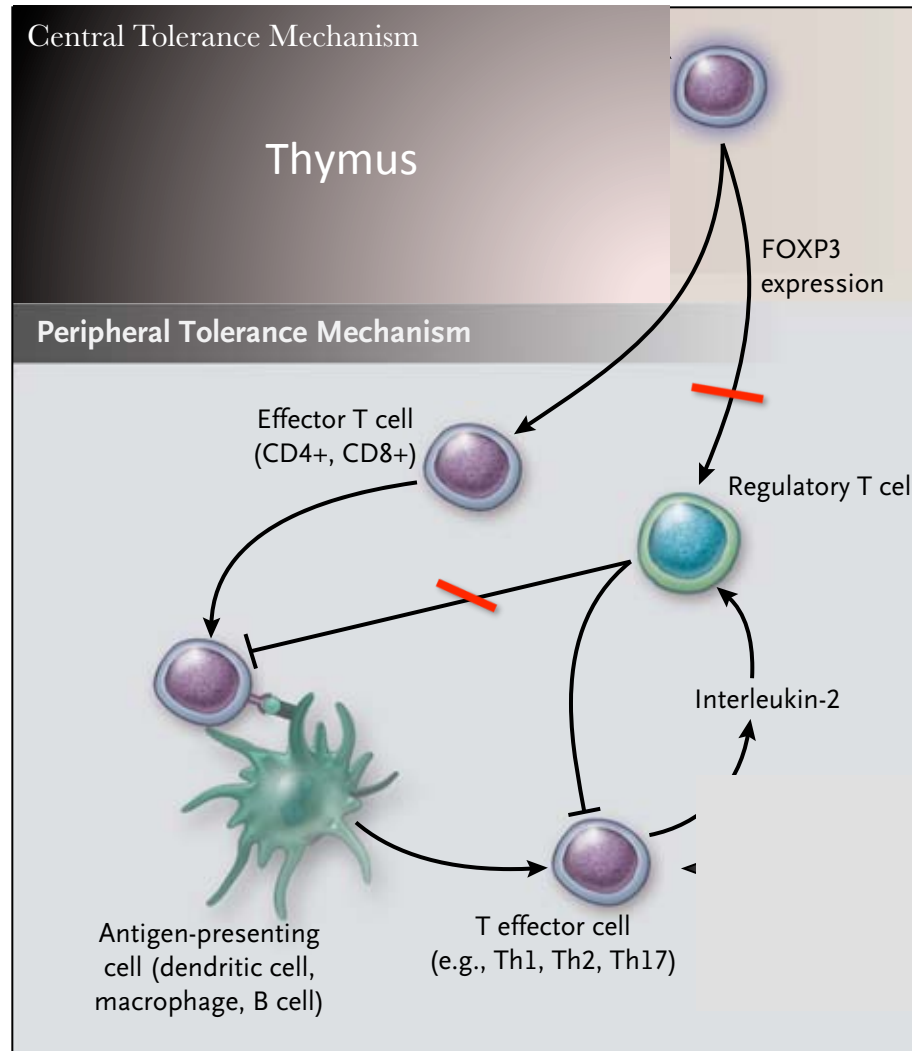 Central Tolerance Mechanism
Thymus
FOXP3
expression
Peripheral Tolerance Mechanism
Effector T cell
(CD4+, CD8+)
Regulatory T cell
Interleukin-2
Antigen-presenting
cell (dendritic cell,
macrophage, B cell)
T effector cell
(e.g., Th1, Th2, Th17)